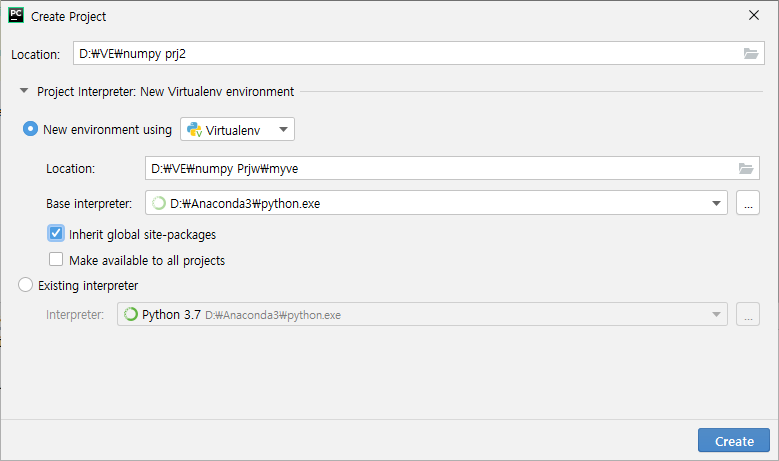 PC Create Project
Location: D:₩VE₩numpy prj2
Project Interpreter: New Virtualenv environment
New environment using Virtualenv
Location: D:₩VE₩numpy Prjw₩myve
Base interpreter: D:₩Anaconda3₩python.exe ...
Inherit global site-packages
Make available to all projects
Existing interpreter
Interpreter: Python 3.7 D:₩Anaconda3₩python.exe ...
Create